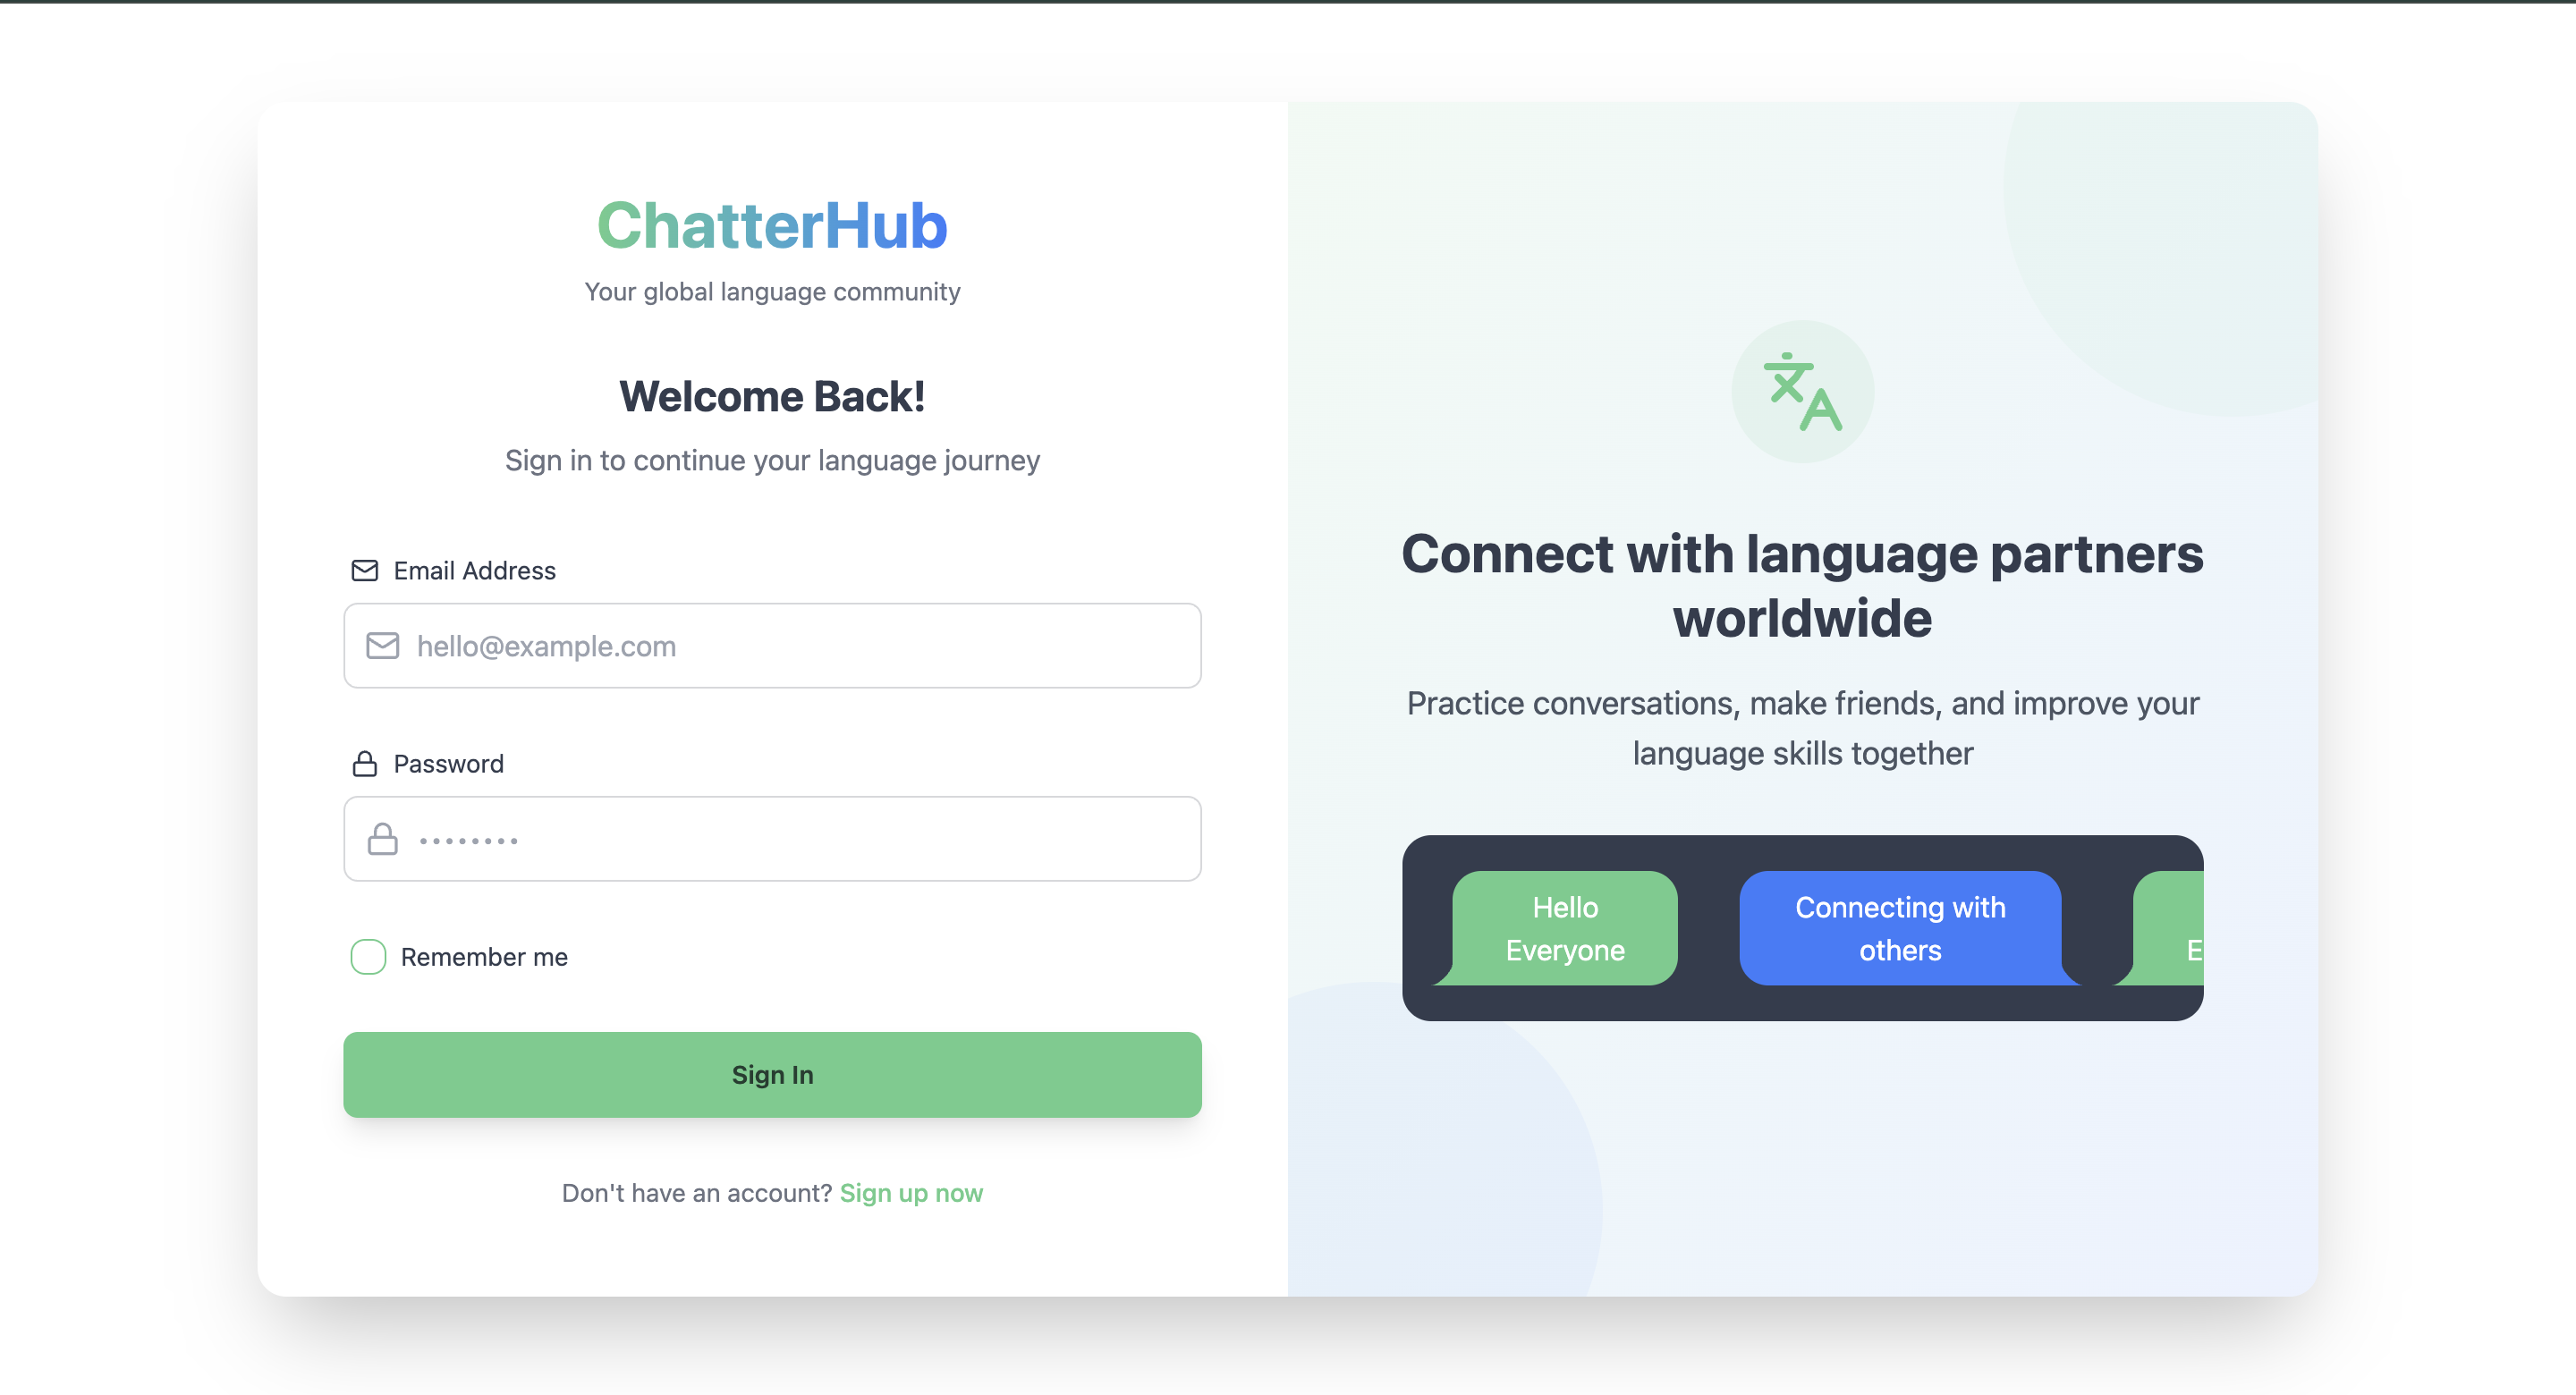 ChatterHub
Your global language community
Welcome Back!
Sign in to continue your language journey
Email Address
hello@example.com
Password
••••••••
Remember me
Sign In
Don't have an account? Sign up now
Connect with language partners
worldwide
Practice conversations, make friends, and improve your
language skills together
Hello
Everyone
Connecting with
others
E